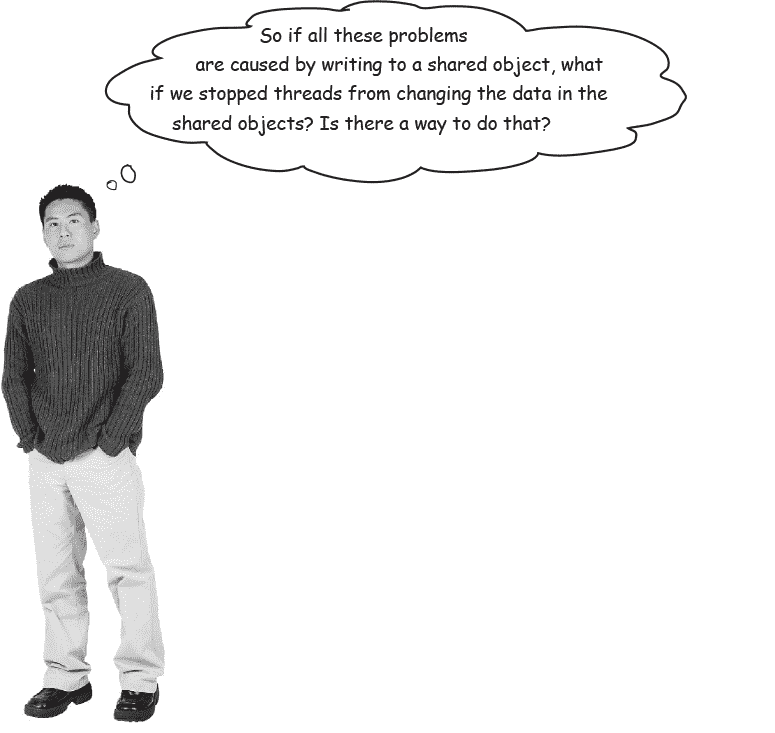 So if all these problems
are caused by writing to a shared object, what
if we stopped threads from changing the data in the
shared objects? Is there a way to do that?